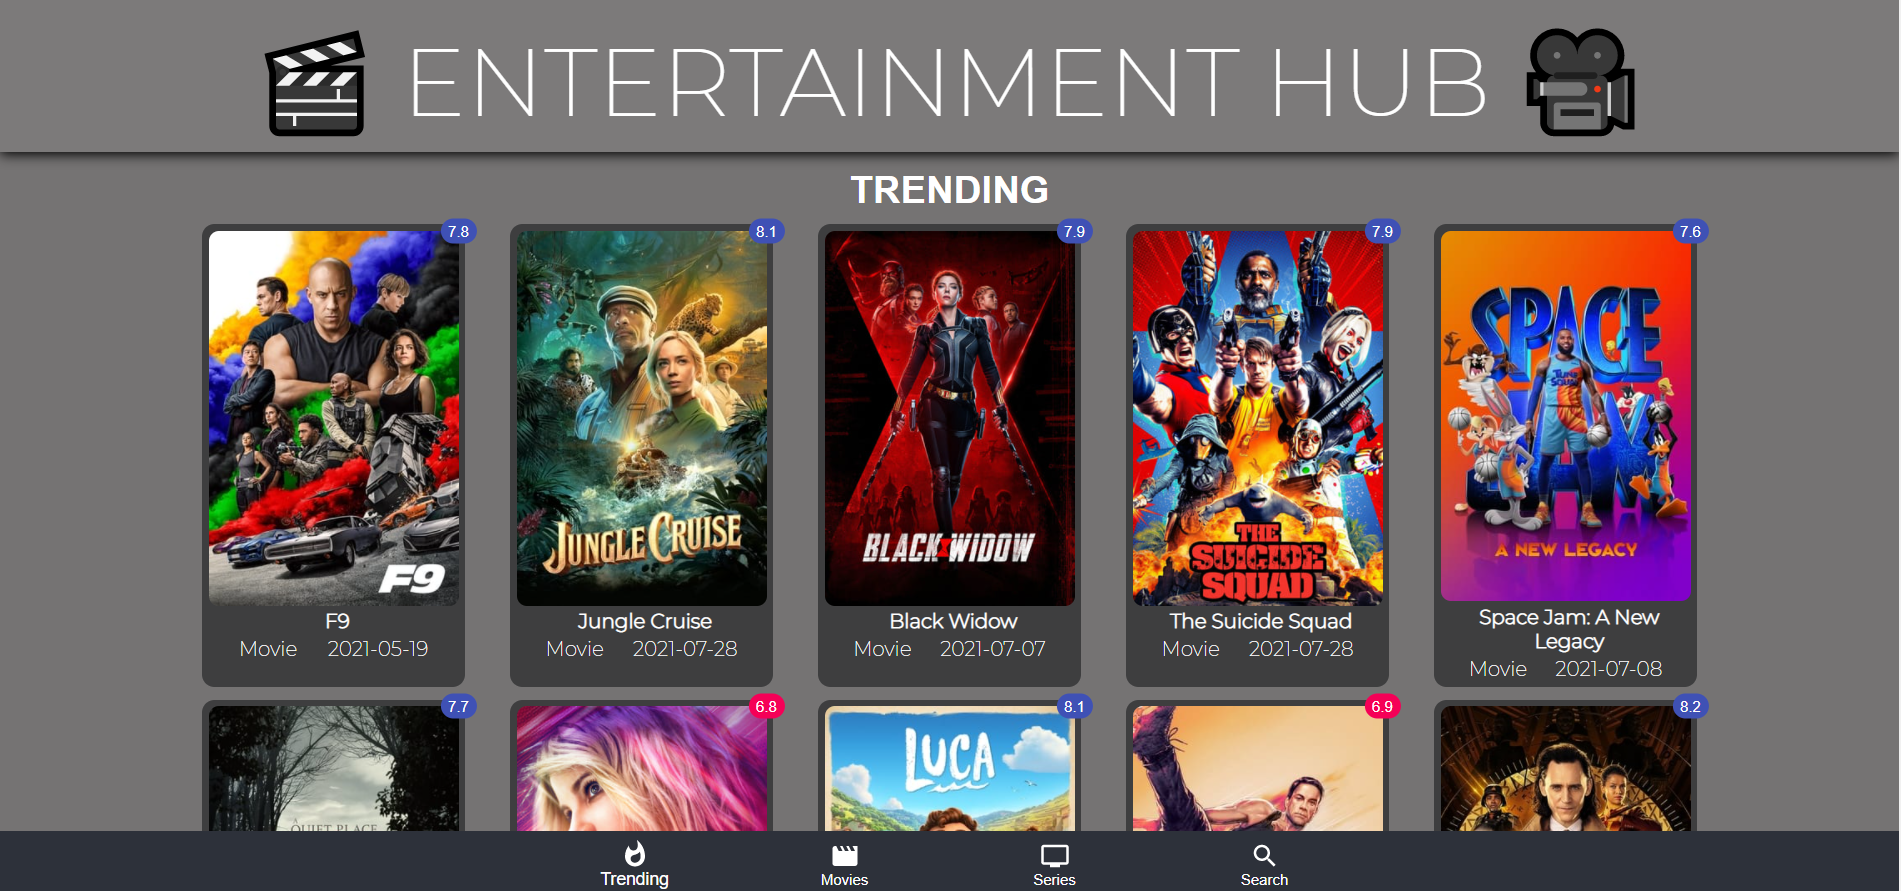 ENTERTAINMENT HUB
TRENDING
7.8
8.1
7.9
7.9
7.6
F9
JUNGLE CRUISE
BLACK WIDOW
THE
SUICIDE
SQUAD
SPACE
JAM
TUNE
SQUAD
A NEW LEGACY
F9
Movie 2021-05-19
Jungle Cruise
Movie 2021-07-28
Black Widow
Movie 2021-07-07
The Suicide Squad
Movie 2021-07-28
Space Jam: A New
Legacy
Movie 2021-07-08
7.7
6.8
8.1
6.9
8.2
A
QUIET PLACE
LUCA
Trending
Movies
Series
Search